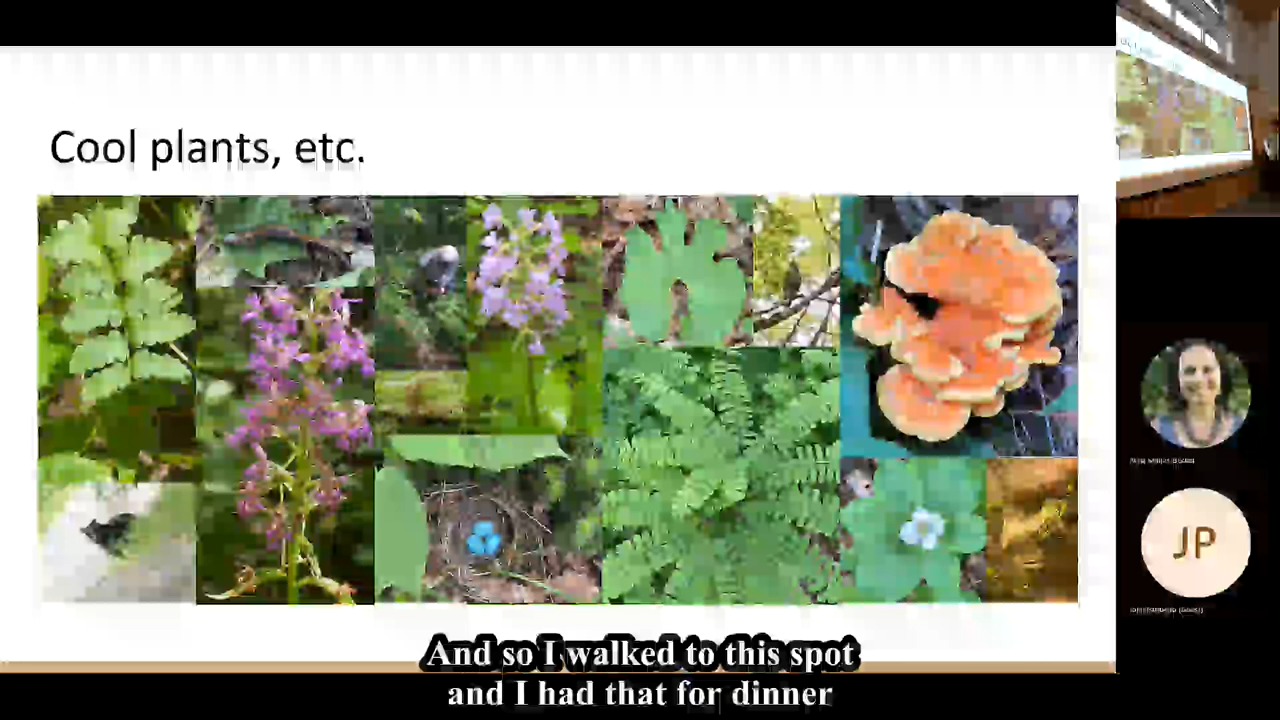 Cool plants, etc.
JP
And so I walked to this spot
and I had that for dinner